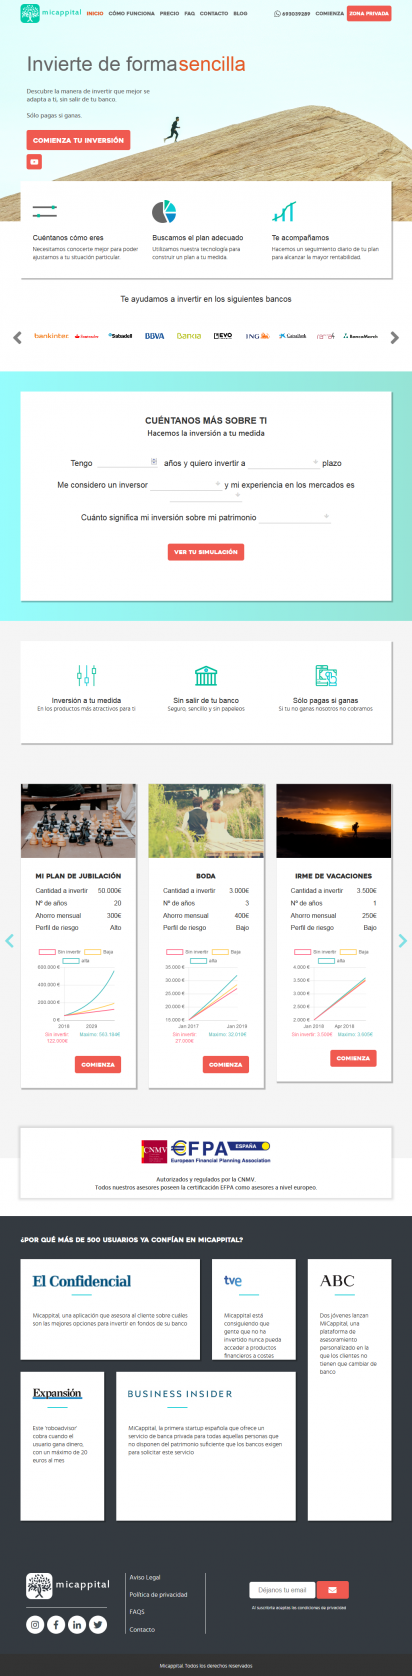 micappital INICIO CÓMO FUNCIONA PRECIO FAQ CONTACTO BLOG 693039289 COMIENZA ZONA PRIVADA
Invierte de forma sencilla
Descubre la manera de invertir que mejor se
adapta a ti, sin salir de tu banco.
Sólo pagas si ganas.
COMIENZA TU INVERSIÓN
Cuéntanos cómo eres
Necesitamos conocerte mejor para poder
ajustarnos a tu situación particular.
Buscamos el plan adecuado
Utilizamos nuestra tecnología para
construir un plan a tu medida.
Te acompañamos
Hacemos un seguimiento diario de tu plan
para alcanzar la mayor rentabilidad.
Te ayudamos a invertir en los siguientes bancos
bankinter. Santander Sabadell BBVA Bankia EVO ING CaixaBank BancaMarch
CUÉNTANOS MÁS SOBRE TI
Hacemos la inversión a tu medida
Tengo años y quiero invertir a plazo
Me considero un inversor y mi experiencia en los mercados es
Cuánto significa mi inversión sobre mi patrimonio
VER TU SIMULACIÓN
Inversión a tu medida
En los productos más atractivos para ti
Sin salir de tu banco
Seguro, sencillo y sin papaleos
Sólo pagas si ganas
Si tu no ganas nosotros no cobramos
MI PLAN DE JUBILACIÓN
Cantidad a invertir 50.000€
Nº de años 20
Ahorro mensual 300€
Perfil de riesgo Alto
Sin invertir Baja
alta
600.000 €
400.000 €
200.000 €
0 €
2018 2029
Sin invertir:
122.000€
COMIENZA
BODA
Cantidad a invertir 3.000€
Nº de años 3
Ahorro mensual 400€
Perfil de riesgo Bajo
Sin invertir Baja
alta
35.000 €
30.000 €
25.000 €
20.000 €
15.000 €
Jan 2017 Jan 2019
Sin invertir:
27.000€
COMIENZA
IRME DE VACACIONES
Cantidad a invertir 3.500€
Nº de años 1
Ahorro mensual 250€
Perfil de riesgo Bajo
Sin invertir Baja
alta
4.000 €
3.500 €
3.000 €
2.500 €
2.000 €
Jan 2018 Apr 2018
COMIENZA
CNMV EFPA ESPAÑA
European Financial Planning Association
Autorizados y regulados por la CNMV.
Todos nuestros asesores poseen la certificación EFPA como asesores a nivel europeo.
¿POR QUÉ MÁS DE 500 USUARIOS YA CONFÍAN EN MICAPPITAL?
El Confidencial
Micappital, una aplicación que asesora al cliente sobre cuáles
son las mejores opciones para invertir en fondos de su banco
tve
Micappital está
consiguiendo que
gente que no ha
invertido nunca pueda
acceder a productos
financieros a costes
ABC
Dos jóvenes lanzan
MiCappital, una
plataforma de
asesoramiento
personalizado en la
que los clientes no
tienen que cambiar de
banco
Expansión
Este 'roboadvisor'
cobra cuando el
usuario gana dinero,
con un máximo de 20
euros al mes
BUSINESS INSIDER
MiCappital, la primera startup española que ofrece un
servicio de banca privada para todas aquellas personas que
no disponen del patrimonio suficiente que los bancos exigen
para solicitar este servicio
micappital
Aviso Legal
Política de privacidad
FAQS
Contacto
Déjanos tu email
Al suscribirte aceptas las condiciones de privacidad
Micappital Todos los derechos reservados